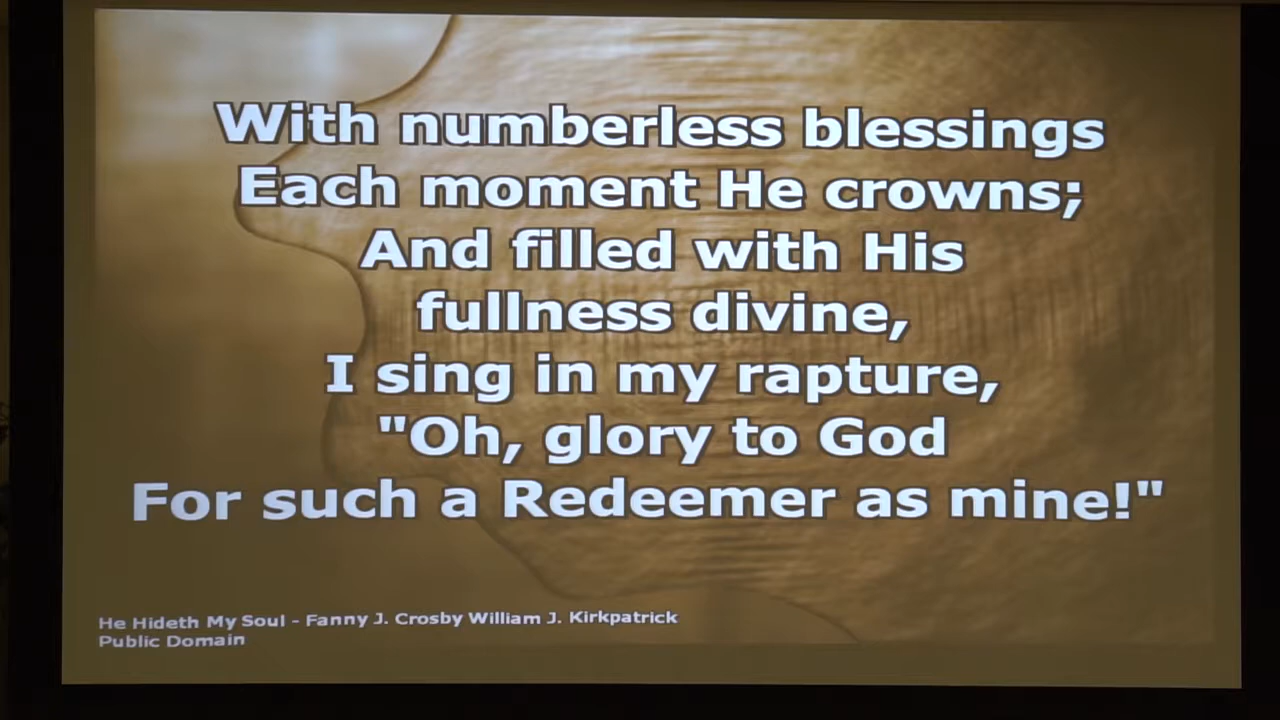 With numberless blessings
Each moment He crowns;
And filled with His
fullness divine,
I sing in my rapture,
"Oh, glory to God
For such a Redeemer as mine!"
He Hideth My Soul - Fanny J. Crosby William J. Kirkpatrick
Public Domain